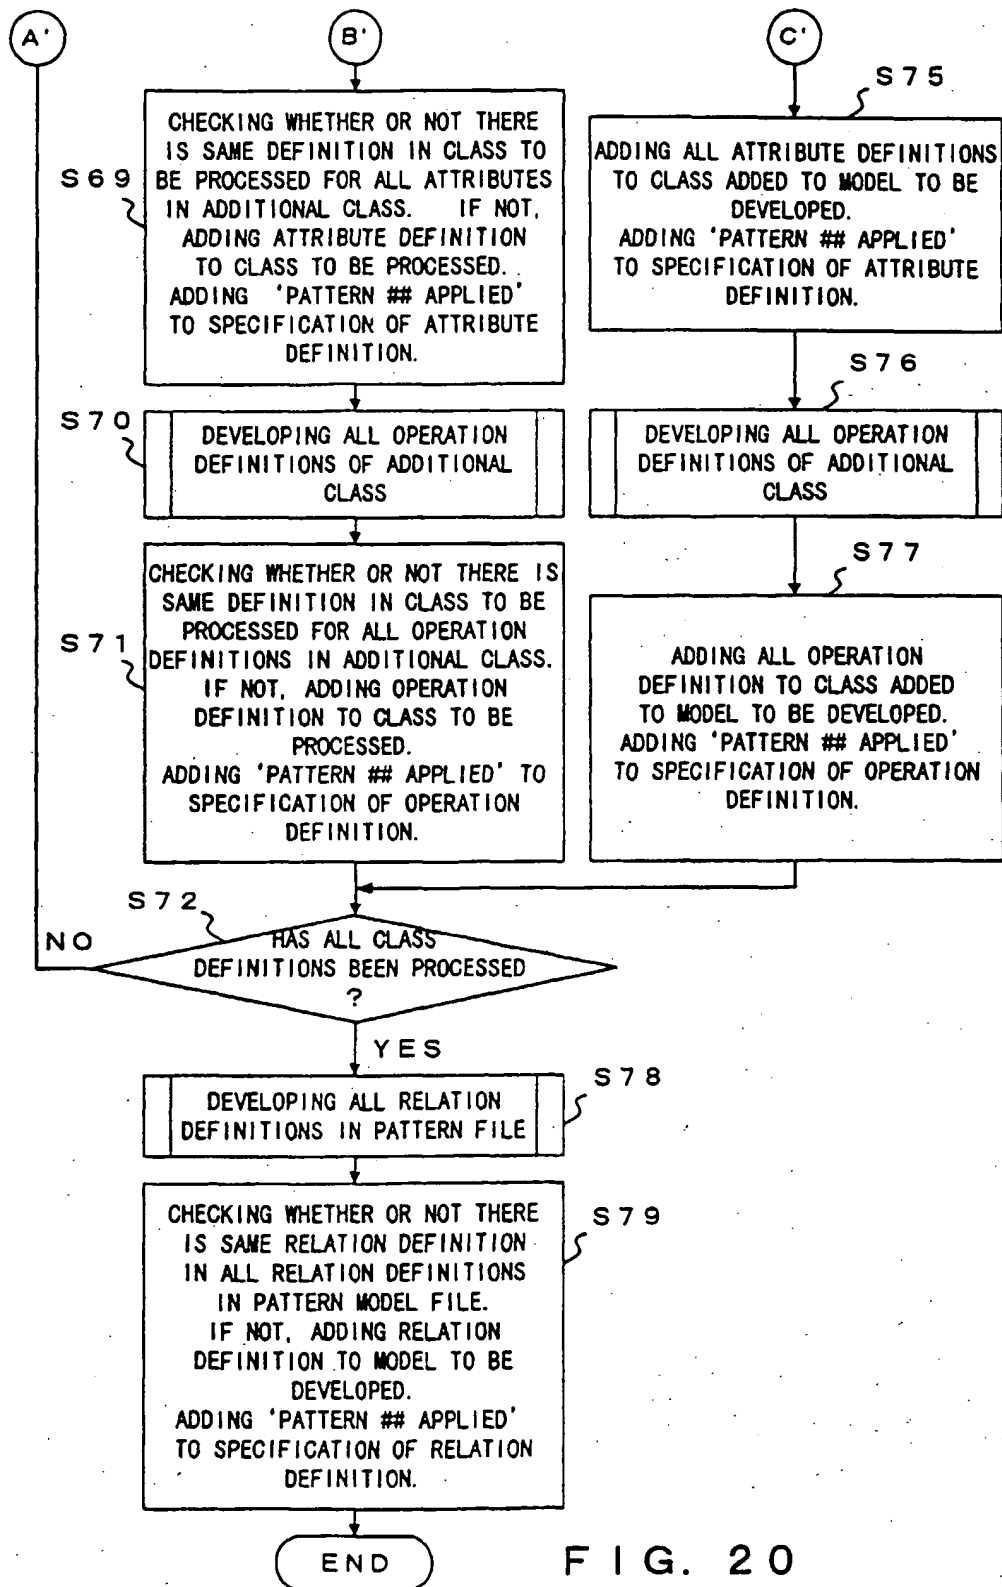 A'
B'
C'
S69
CHECKING WHETHER OR NOT THERE
IS SAME DEFINITION IN CLASS TO
BE PROCESSED FOR ALL ATTRIBUTES
IN ADDITIONAL CLASS. IF NOT,
ADDING ATTRIBUTE DEFINITION
TO CLASS TO BE PROCESSED.
ADDING 'PATTERN ## APPLIED'
TO SPECIFICATION OF ATTRIBUTE
DEFINITION.
S70
DEVELOPING ALL OPERATION
DEFINITIONS OF ADDITIONAL
CLASS
S71
CHECKING WHETHER OR NOT THERE IS
SAME DEFINITION IN CLASS TO BE
PROCESSED FOR ALL OPERATION
DEFINITIONS IN ADDITIONAL CLASS.
IF NOT, ADDING OPERATION
DEFINITION TO CLASS TO BE
PROCESSED.
ADDING 'PATTERN ## APPLIED' TO
SPECIFICATION OF OPERATION
DEFINITION.
S75
ADDING ALL ATTRIBUTE DEFINITIONS
TO CLASS ADDED TO MODEL TO BE
DEVELOPED.
ADDING 'PATTERN ## APPLIED'
TO SPECIFICATION OF ATTRIBUTE
DEFINITION.
S76
DEVELOPING ALL OPERATION
DEFINITIONS OF ADDITIONAL
CLASS
S77
ADDING ALL OPERATION
DEFINITION TO CLASS ADDED
TO MODEL TO BE DEVELOPED.
ADDING 'PATTERN ## APPLIED'
TO SPECIFICATION OF OPERATION
DEFINITION.
S72
NO
HAS ALL CLASS
DEFINITIONS BEEN PROCESSED
?
YES
S78
DEVELOPING ALL RELATION
DEFINITIONS IN PATTERN FILE
S79
CHECKING WHETHER OR NOT THERE
IS SAME RELATION DEFINITION
IN ALL RELATION DEFINITIONS
IN PATTERN MODEL FILE.
IF NOT, ADDING RELATION
DEFINITION TO MODEL TO BE
DEVELOPED.
ADDING 'PATTERN ## APPLIED'
TO SPECIFICATION OF RELATION
DEFINITION.
END
FIG. 20